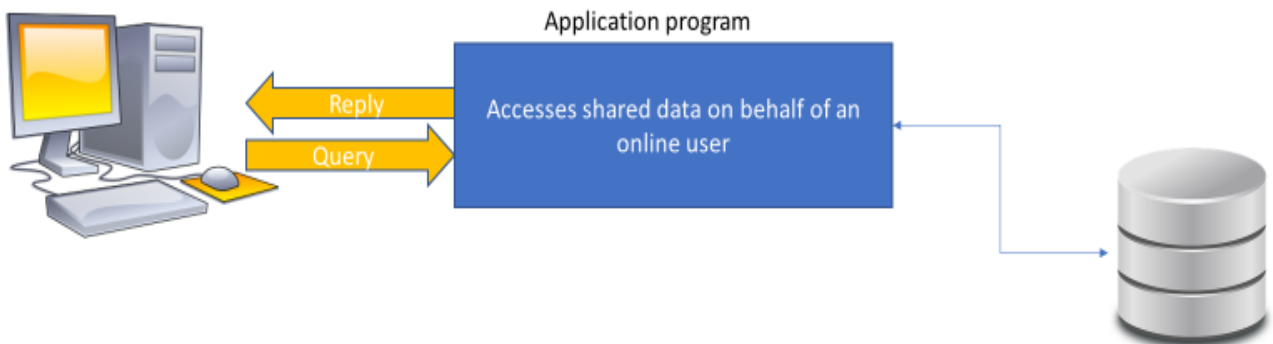 Application program
Reply
Accesses shared data on behalf of an
online user
Query